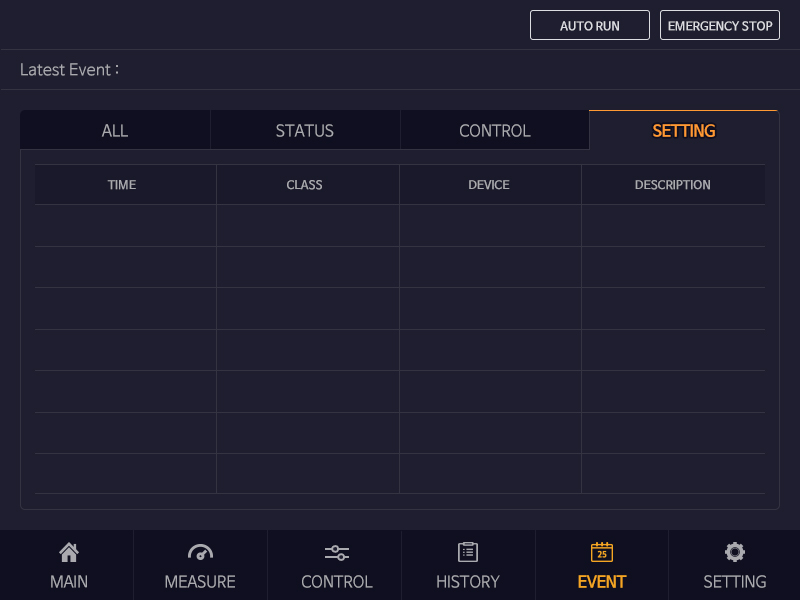 AUTO RUN EMERGENCY STOP
Latest Event :
ALL STATUS CONTROL SETTING
TIME CLASS DEVICE DESCRIPTION
25
MAIN MEASURE CONTROL HISTORY EVENT SETTING